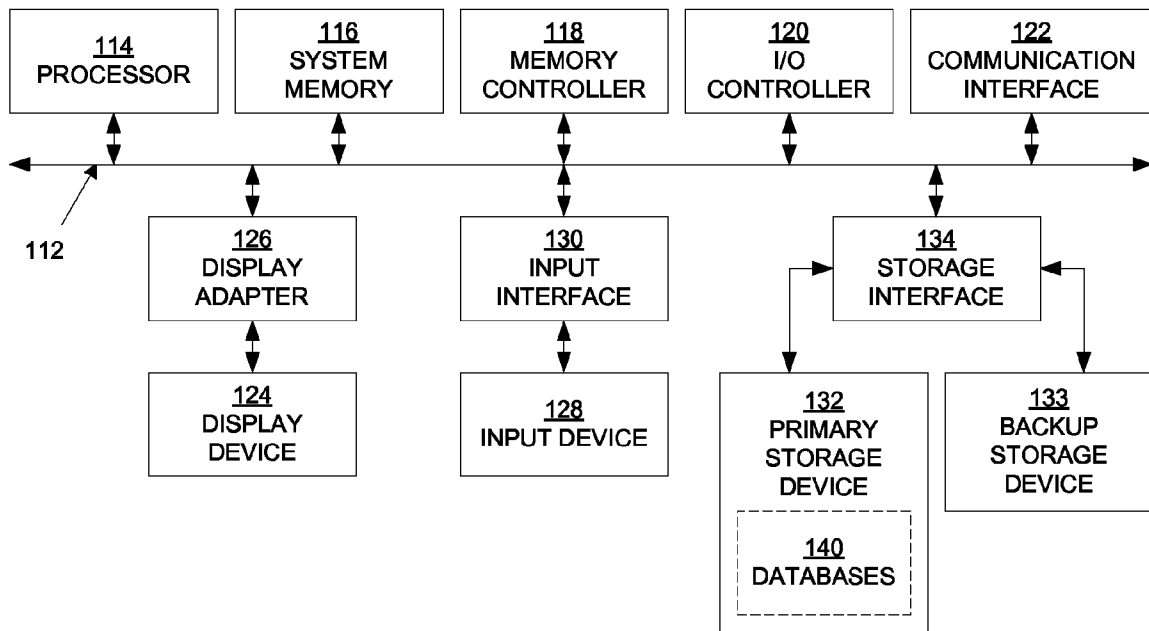 114
PROCESSOR
116
SYSTEM
MEMORY
118
MEMORY
CONTROLLER
120
I/O
CONTROLLER
122
COMMUNICATION
INTERFACE
112
126
DISPLAY
ADAPTER
130
INPUT
INTERFACE
134
STORAGE
INTERFACE
124
DISPLAY
DEVICE
128
INPUT DEVICE
132
PRIMARY
STORAGE
DEVICE
140
DATABASES
133
BACKUP
STORAGE
DEVICE